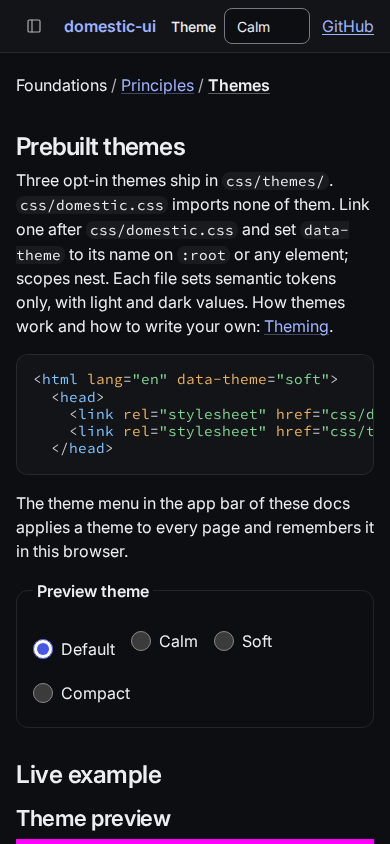 domestic-ui Theme Calm GitHub
Foundations / Principles / Themes
Prebuilt themes
Three opt-in themes ship in css/themes/.
css/domestic.css imports none of them. Link
one after css/domestic.css and set data-
theme to its name on :root or any element;
scopes nest. Each file sets semantic tokens
only, with light and dark values. How themes
work and how to write your own: Theming.
<html lang="en" data-theme="soft">
<head>
<link rel="stylesheet" href="css/d
<link rel="stylesheet" href="css/t
</head>
The theme menu in the app bar of these docs
applies a theme to every page and remembers it
in this browser.
Preview theme
Default Calm Soft
Compact
Live example
Theme preview